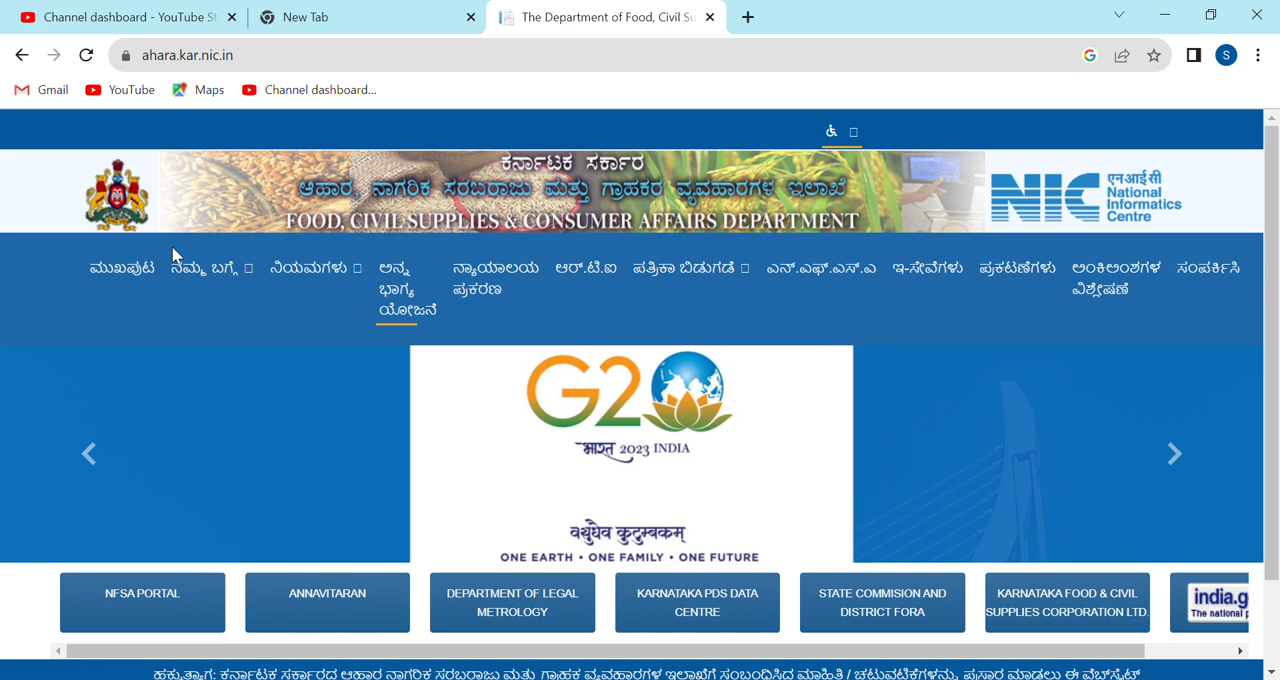 Channel dashboard - YouTube St
New Tab
The Department of Food, Civil Su
ahara.kar.nic.in
S
Gmail
YouTube
Maps
Channel dashboard...
ಕರ್ನಾಟಕ ಸರ್ಕಾರ
ಆಹಾರ, ನಾಗರಿಕ ಸರಬರಾಜು ಮತ್ತು ಗ್ರಾಹಕರ ವ್ಯವಹಾರಗಳ ಇಲಾಖೆ
FOOD, CIVIL SUPPLIES & CONSUMER AFFAIRS DEPARTMENT
NIC
एन आई सी
National
Informatics
Centre
ಮುಖಪುಟ
ನಮ್ಮ ಬಗ್ಗೆ
ನಿಯಮಗಳು
ಅನ್ನ
ಭಾಗ್ಯ
ಯೋಜನೆ
ನ್ಯಾಯಾಲಯ
ಪ್ರಕರಣ
ಆರ್.ಟಿ.ಐ
ಪತ್ರಿಕಾ ಬಿಡುಗಡೆ
ಎನ್.ಎಫ್.ಎಸ್.ಎ
ಇ-ಸೇವೆಗಳು
ಪ್ರಕಟಣೆಗಳು
ಅಂಕಿಅಂಶಗಳ
ವಿಶ್ಲೇಷಣೆ
ಸಂಪರ್ಕಿಸಿ
G20
भारत 2023 INDIA
वसुधैव कुटुम्बकम्
ONE EARTH • ONE FAMILY • ONE FUTURE
NFSA PORTAL
ANNAVITARAN
DEPARTMENT OF LEGAL
METROLOGY
KARNATAKA PDS DATA
CENTRE
STATE COMMISION AND
DISTRICT FORA
KARNATAKA FOOD & CIVIL
SUPPLIES CORPORATION LTD.
india.g
The national p
ಹಕ್ಕುತ್ಯಾಗ: ಕರ್ನಾಟಕ ಸರ್ಕಾರದ ಆಹಾರ ನಾಗರಿಕ ಸರಬರಾಜು ಮತ್ತು ಗ್ರಾಹಕ ವ್ಯವಹಾರಗಳ ಇಲಾಖೆಗೆ ಸಂಬಂಧಿಸಿದ ಮಾಹಿತಿ / ಚಟುವಟಿಕೆಗಳನ್ನು ಪ್ರಸಾರ ಮಾಡಲು ಈ ವೆಬ್‌ಸೈಟ್